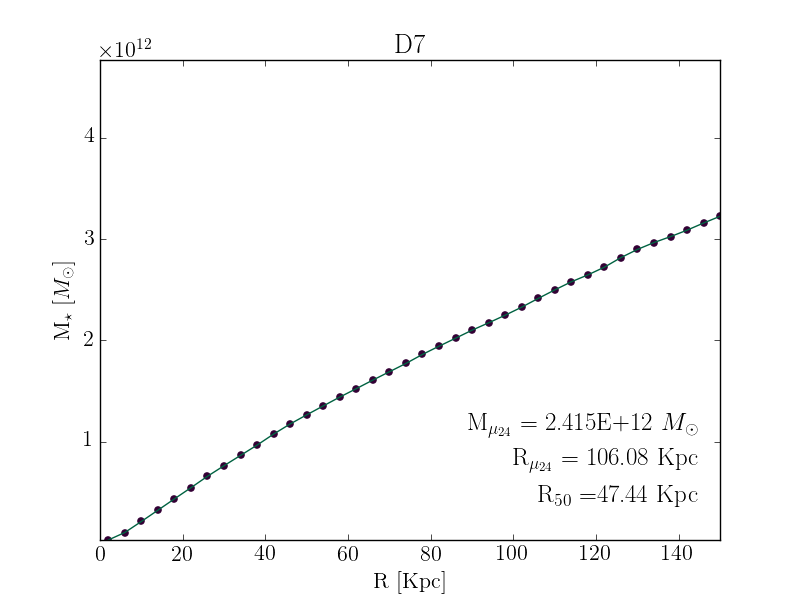 ×10¹²
D7
4
3
2
1
M⋆ [M⊙]
M_μ₂₄ = 2.415E+12 M⊙
R_μ₂₄ = 106.08 Kpc
R₅₀ =47.44 Kpc
0 20 40 60 80 100 120 140
R [Kpc]